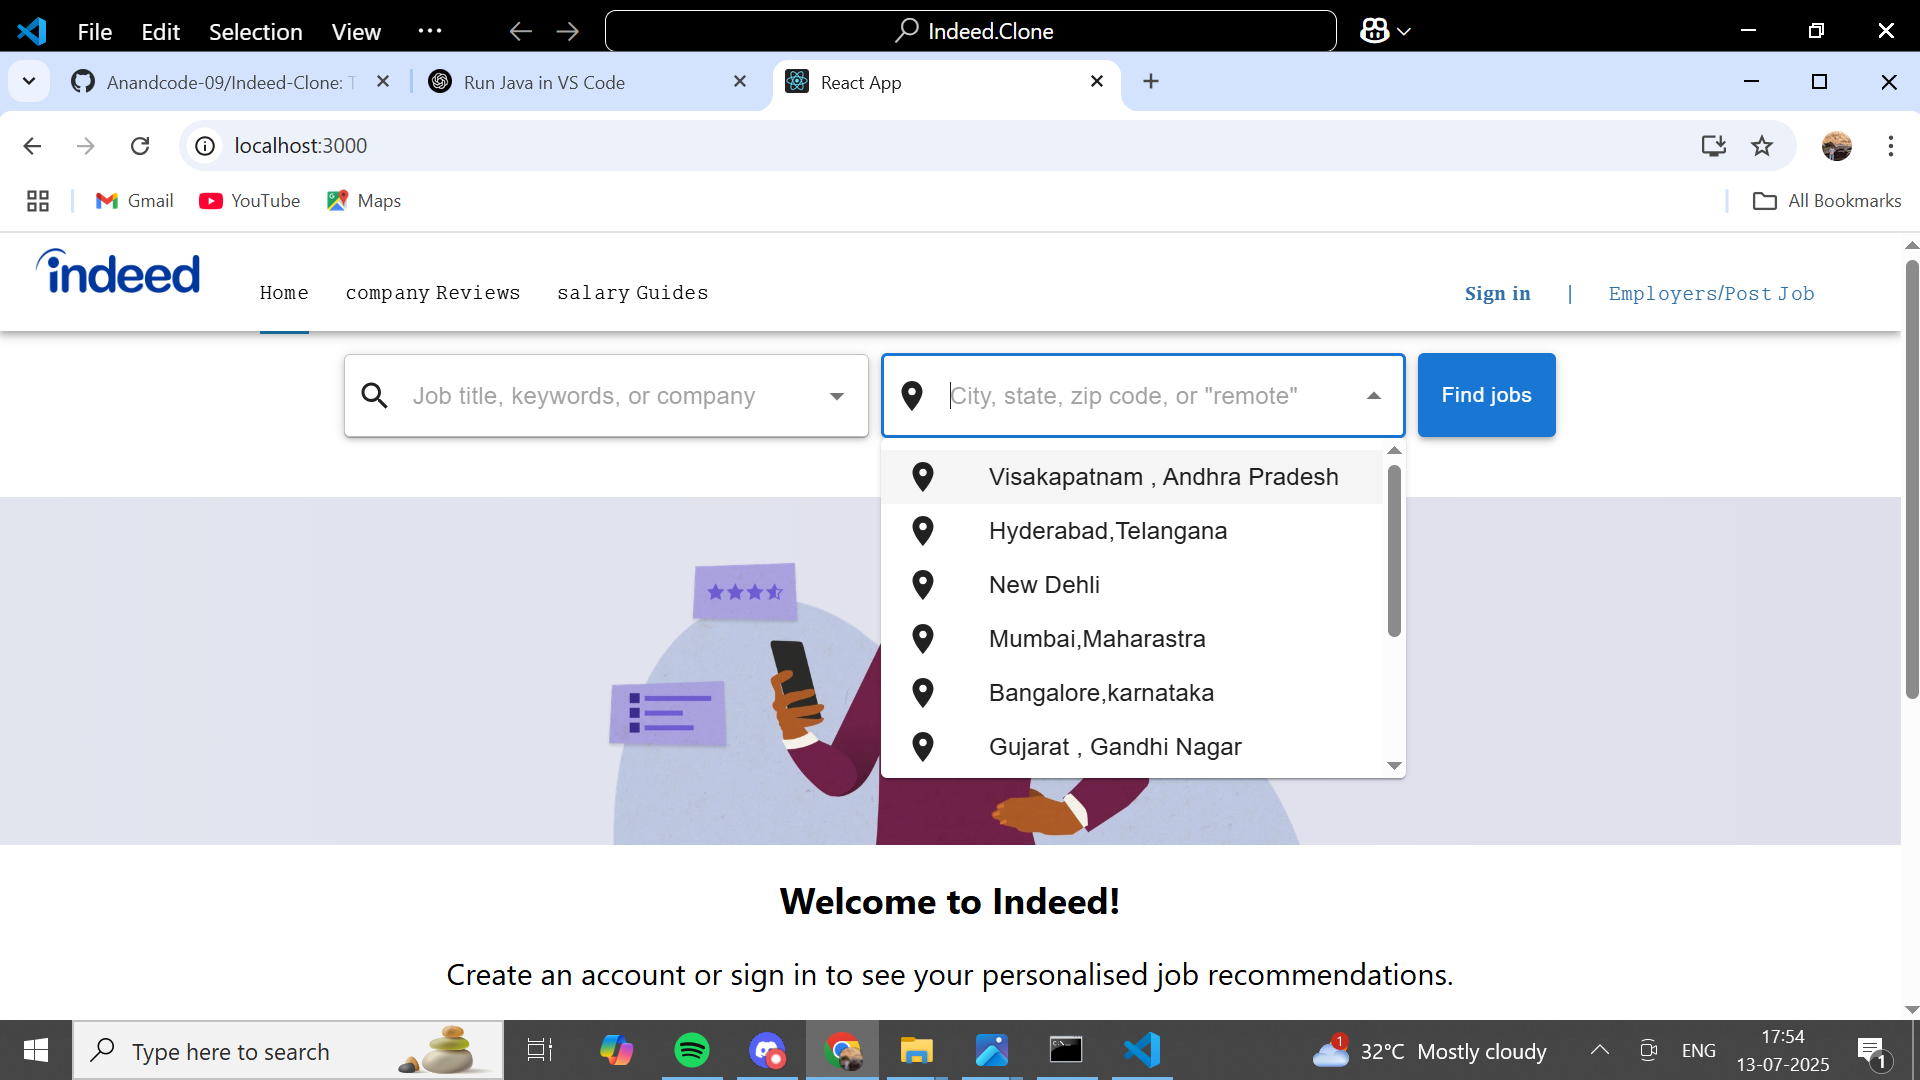 File Edit Selection View ··· Indeed.Clone
Anandcode-09/Indeed-Clone: T Run Java in VS Code React App
localhost:3000
Gmail YouTube Maps All Bookmarks
indeed
Home company Reviews salary Guides Sign in | Employers/Post Job
Job title, keywords, or company City, state, zip code, or "remote" Find jobs
Visakapatnam , Andhra Pradesh
Hyderabad,Telangana
New Dehli
Mumbai,Maharastra
Bangalore,karnataka
Gujarat , Gandhi Nagar
Welcome to Indeed!
Create an account or sign in to see your personalised job recommendations.
Type here to search 1 32°C Mostly cloudy ENG 17:54
13-07-2025 1